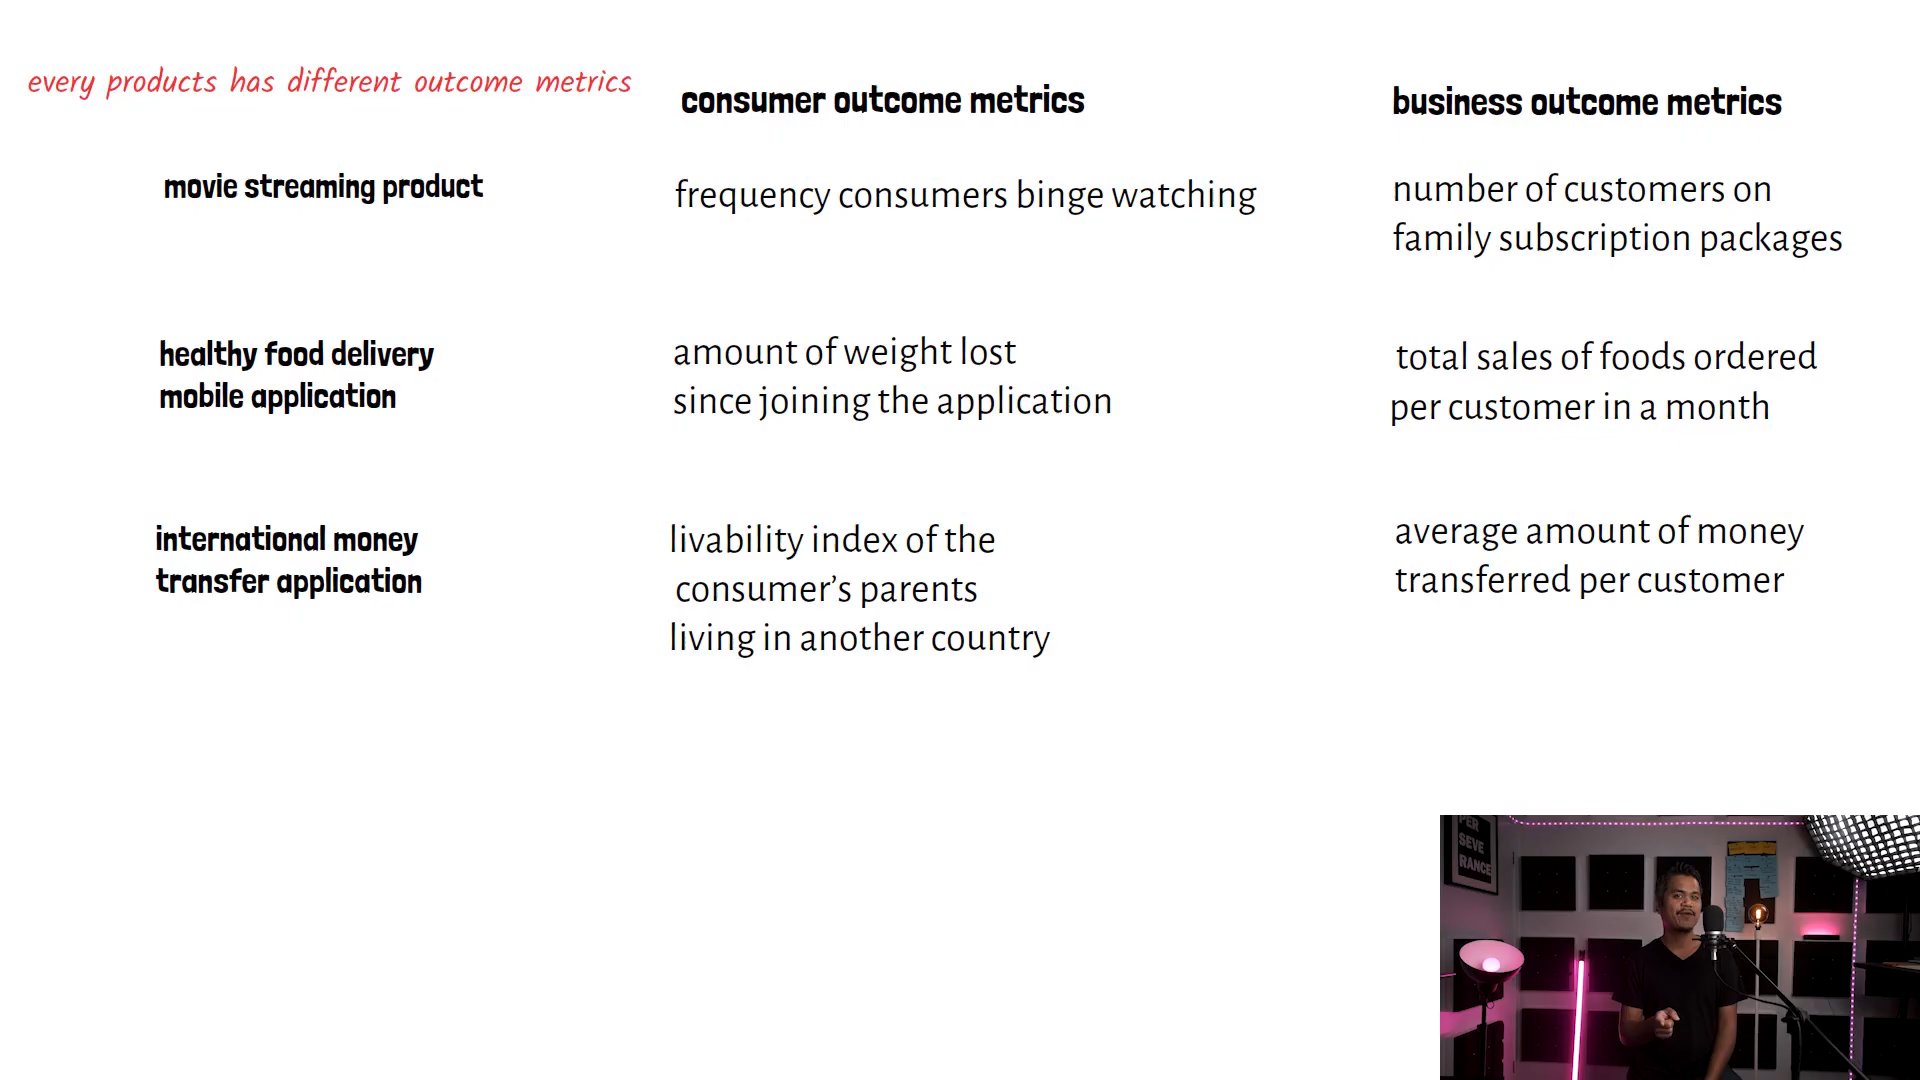 every products has different outcome metrics
consumer outcome metrics
business outcome metrics
movie streaming product
frequency consumers binge watching
number of customers on
family subscription packages
healthy food delivery
mobile application
amount of weight lost
since joining the application
total sales of foods ordered
per customer in a month
international money
transfer application
livability index of the
consumer’s parents
living in another country
average amount of money
transferred per customer
PER
SEVE
RANCE